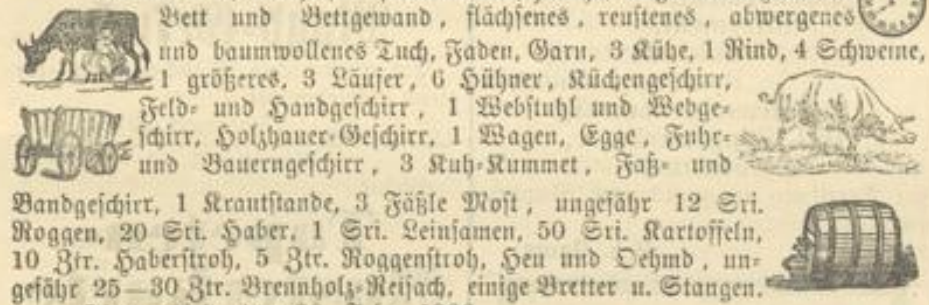 Bett und Bettgewand, flächsenes, reustenes, abwergenes
und baumwollenes Tuch, Faden, Garn, 3 Kühe, 1 Rind, 4 Schweine,
1 größeres, 3 Läufer, 6 Hühner, Küchengeschirr,
Feld- und Handgeschirr, 1 Webstuhl und Webge-
schirr, Holzhauer-Geschirr, 1 Wagen, Egge, Fuhr-
und Bauerngeschirr, 3 Kuh-Kummet, Faß- und
Bandgeschirr, 1 Krautstande, 3 Fäßle Most, ungefähr 12 Sri.
Roggen, 20 Sri. Haber, 1 Sri. Leinsamen, 50 Sri. Kartoffeln,
10 Ztr. Haberstroh, 5 Ztr. Roggenstroh, Heu und Oehmd, un-
gefähr 25—30 Ztr. Brennholz-Reisach, einige Bretter u. Stangen.